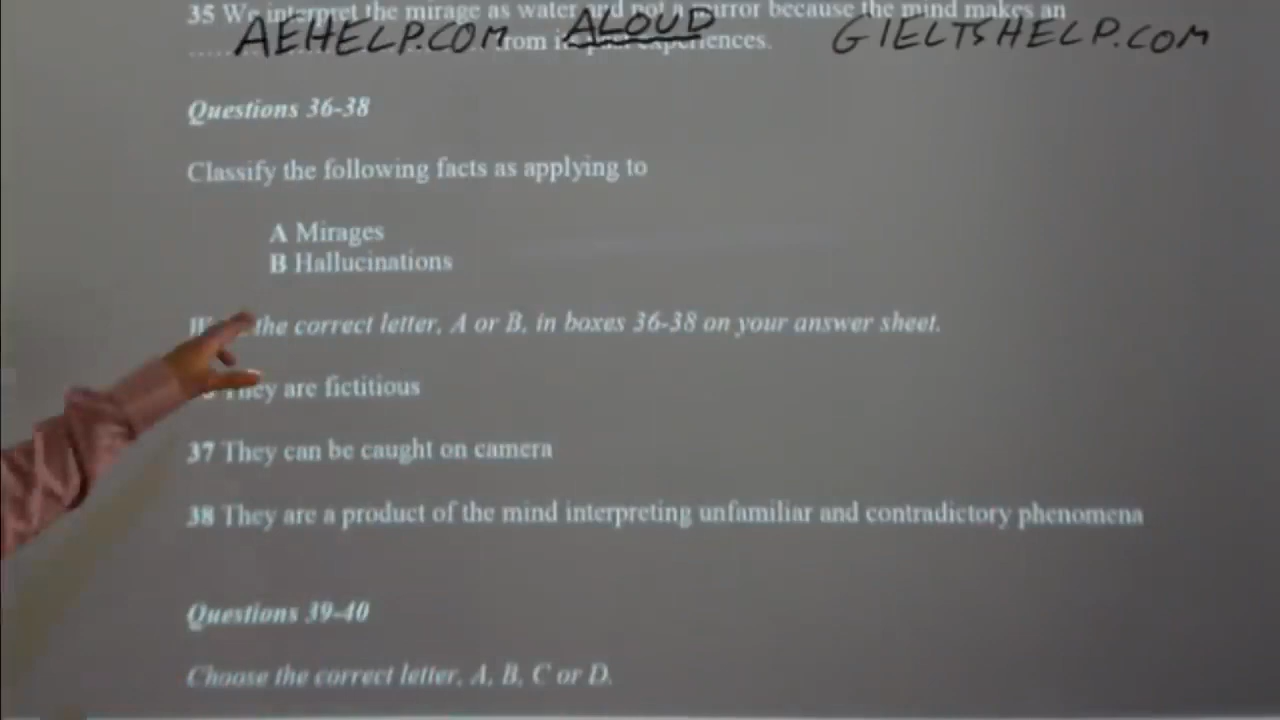 35 We interpret the mirage as water and not a mirror because the mind makes an
AEHELP.COM ALOUD GIELTSHELP.COM
.................... from experiences.
Questions 36-38
Classify the following facts as applying to
A Mirages
B Hallucinations
the correct letter, A or B, in boxes 36-38 on your answer sheet.
They are fictitious
37 They can be caught on camera
38 They are a product of the mind interpreting unfamiliar and contradictory phenomena
Questions 39-40
Choose the correct letter, A, B, C or D.